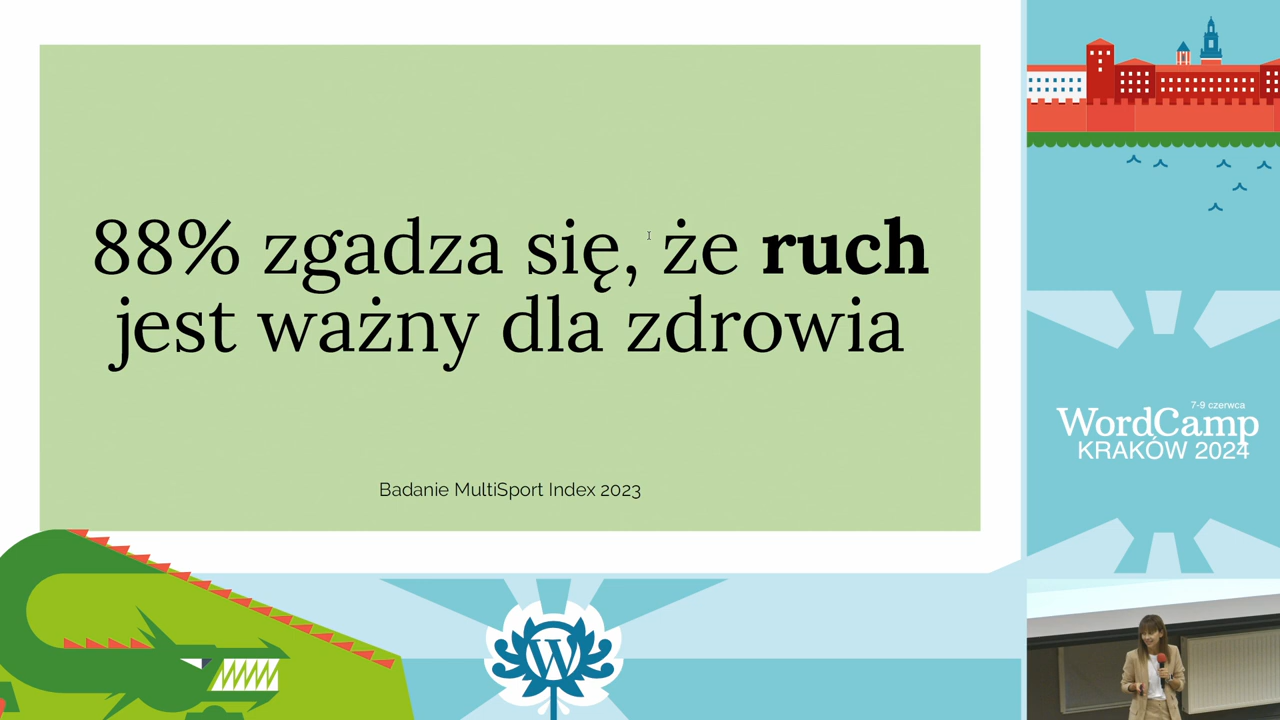 88% zgadza się, że ruch
jest ważny dla zdrowia
Badanie MultiSport Index 2023
7-9 czerwca
WordCamp
KRAKÓW 2024
W